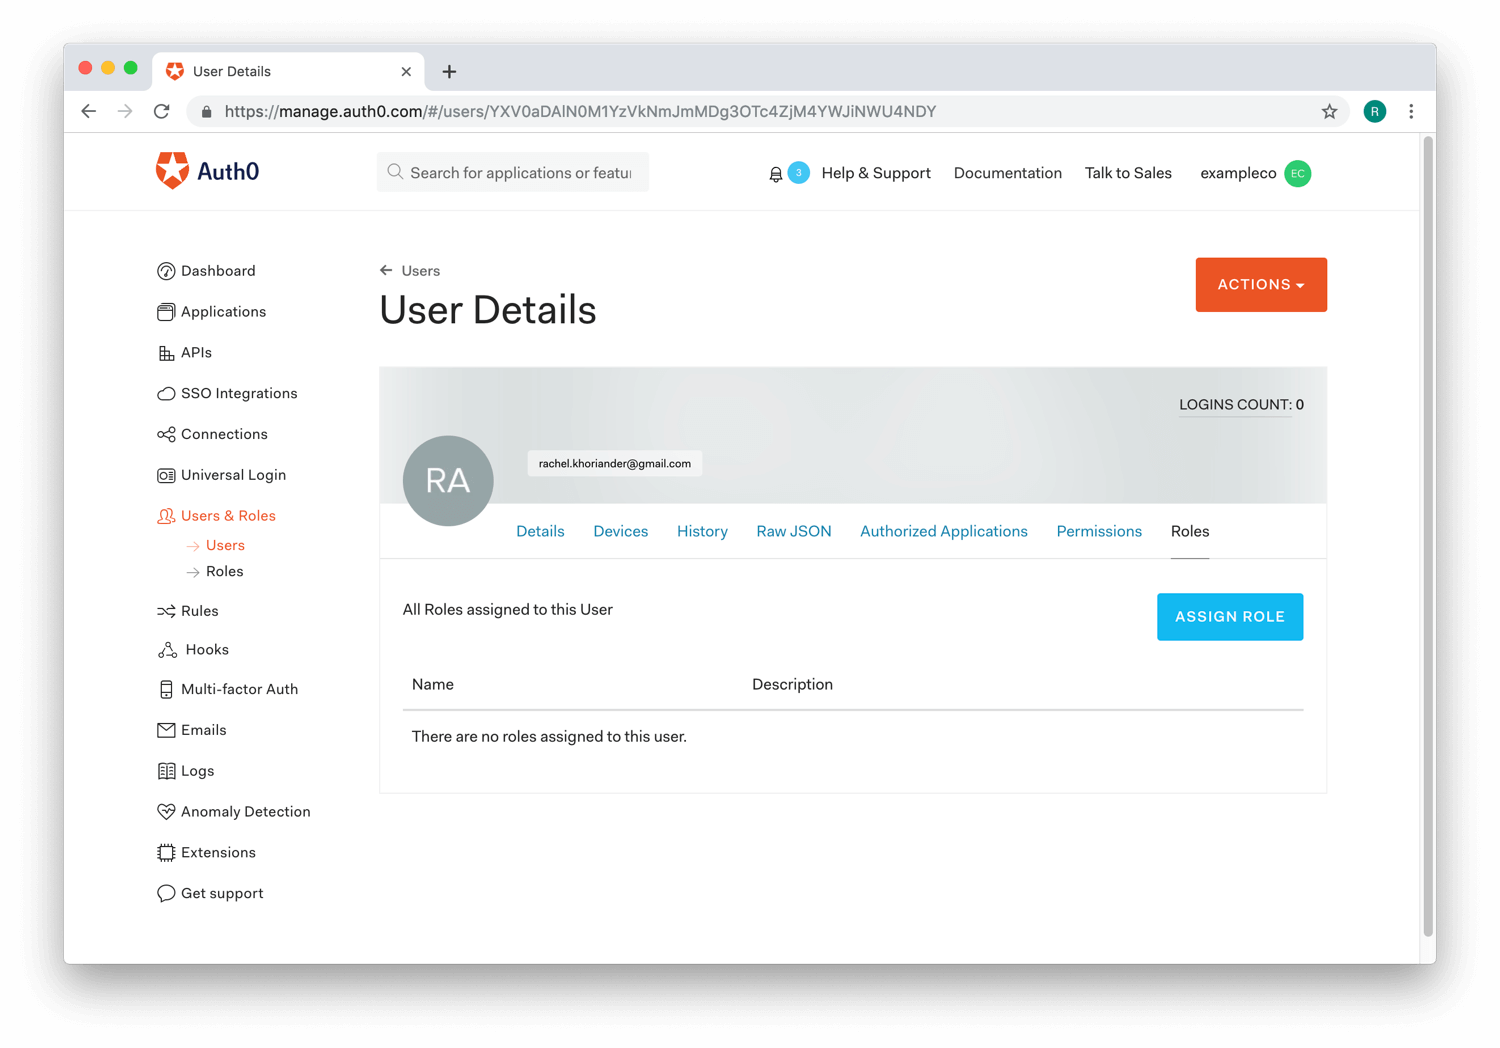 User Details
https://manage.auth0.com/#/users/YXV0aDAlN0M1YzVkNmJmMDg3OTc4ZjM4YWJiNWU4NDY
R
Auth0
Search for applications or featu
3
Help & Support
Documentation
Talk to Sales
exampleco
EC
Dashboard
Applications
APIs
SSO Integrations
Connections
Universal Login
Users & Roles
Users
Roles
Rules
Hooks
Multi-factor Auth
Emails
Logs
Anomaly Detection
Extensions
Get support
Users
User Details
ACTIONS
LOGINS COUNT: 0
RA
rachel.khoriander@gmail.com
Details
Devices
History
Raw JSON
Authorized Applications
Permissions
Roles
All Roles assigned to this User
ASSIGN ROLE
Name
Description
There are no roles assigned to this user.